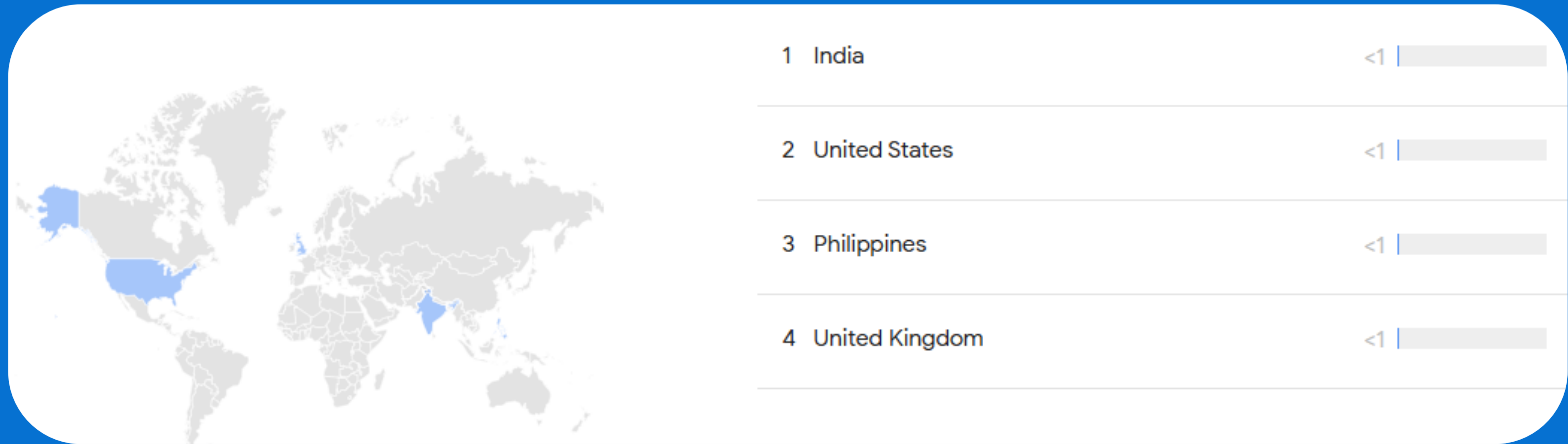 1 India <1
2 United States <1
3 Philippines <1
4 United Kingdom <1